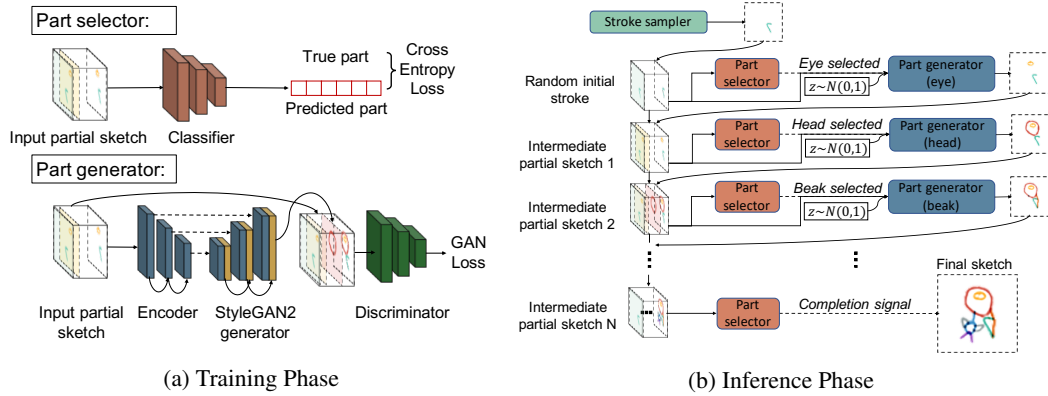 Part selector:
True part
Cross
Entropy
Loss
Predicted part
Input partial sketch
Classifier
Part generator:
GAN
Loss
Input partial
sketch
Encoder
StyleGAN2
generator
Discriminator
(a) Training Phase
Stroke sampler
Random initial
stroke
Part
selector
Eye selected
z~N(0,1)
Part generator
(eye)
Intermediate
partial sketch 1
Part
selector
Head selected
z~N(0,1)
Part generator
(head)
Intermediate
partial sketch 2
Part
selector
Beak selected
z~N(0,1)
Part generator
(beak)
Final sketch
Intermediate
partial sketch N
Part
selector
Completion signal
(b) Inference Phase